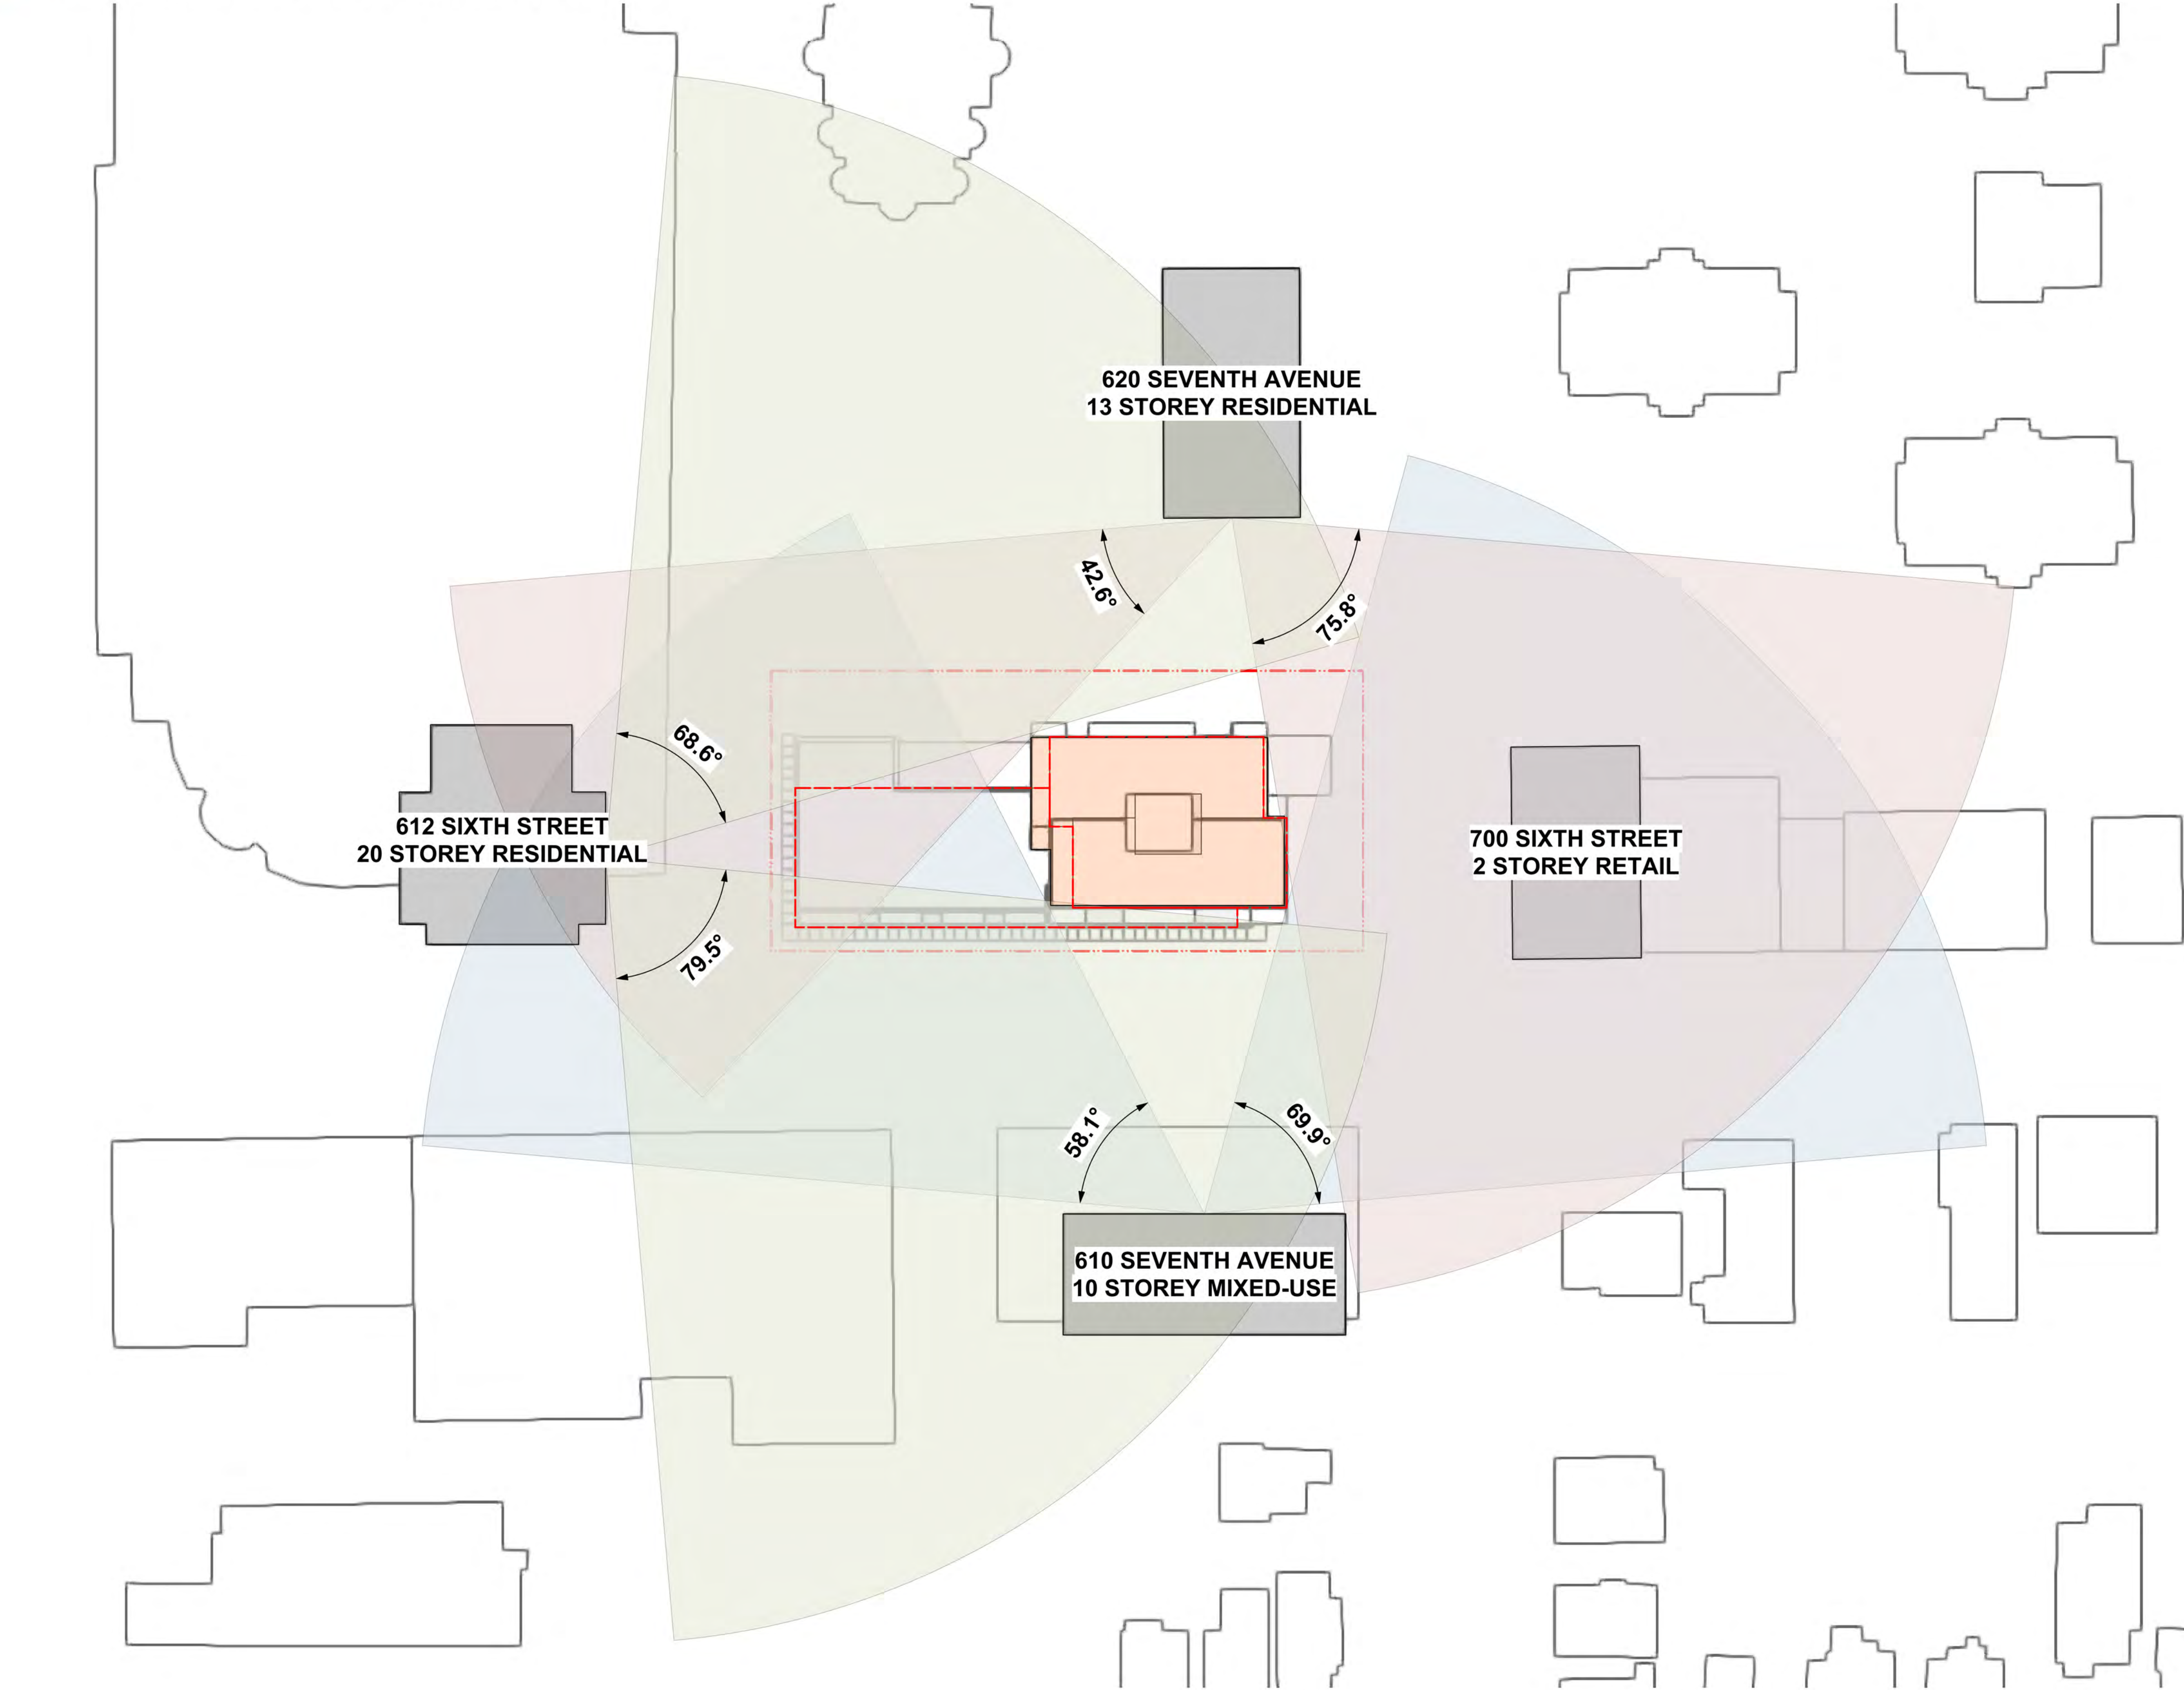 620 SEVENTH AVENUE
13 STOREY RESIDENTIAL
42.6°
75.8°
68.6°
612 SIXTH STREET
20 STOREY RESIDENTIAL
700 SIXTH STREET
2 STOREY RETAIL
79.5°
58.1°
69.9°
610 SEVENTH AVENUE
10 STOREY MIXED-USE